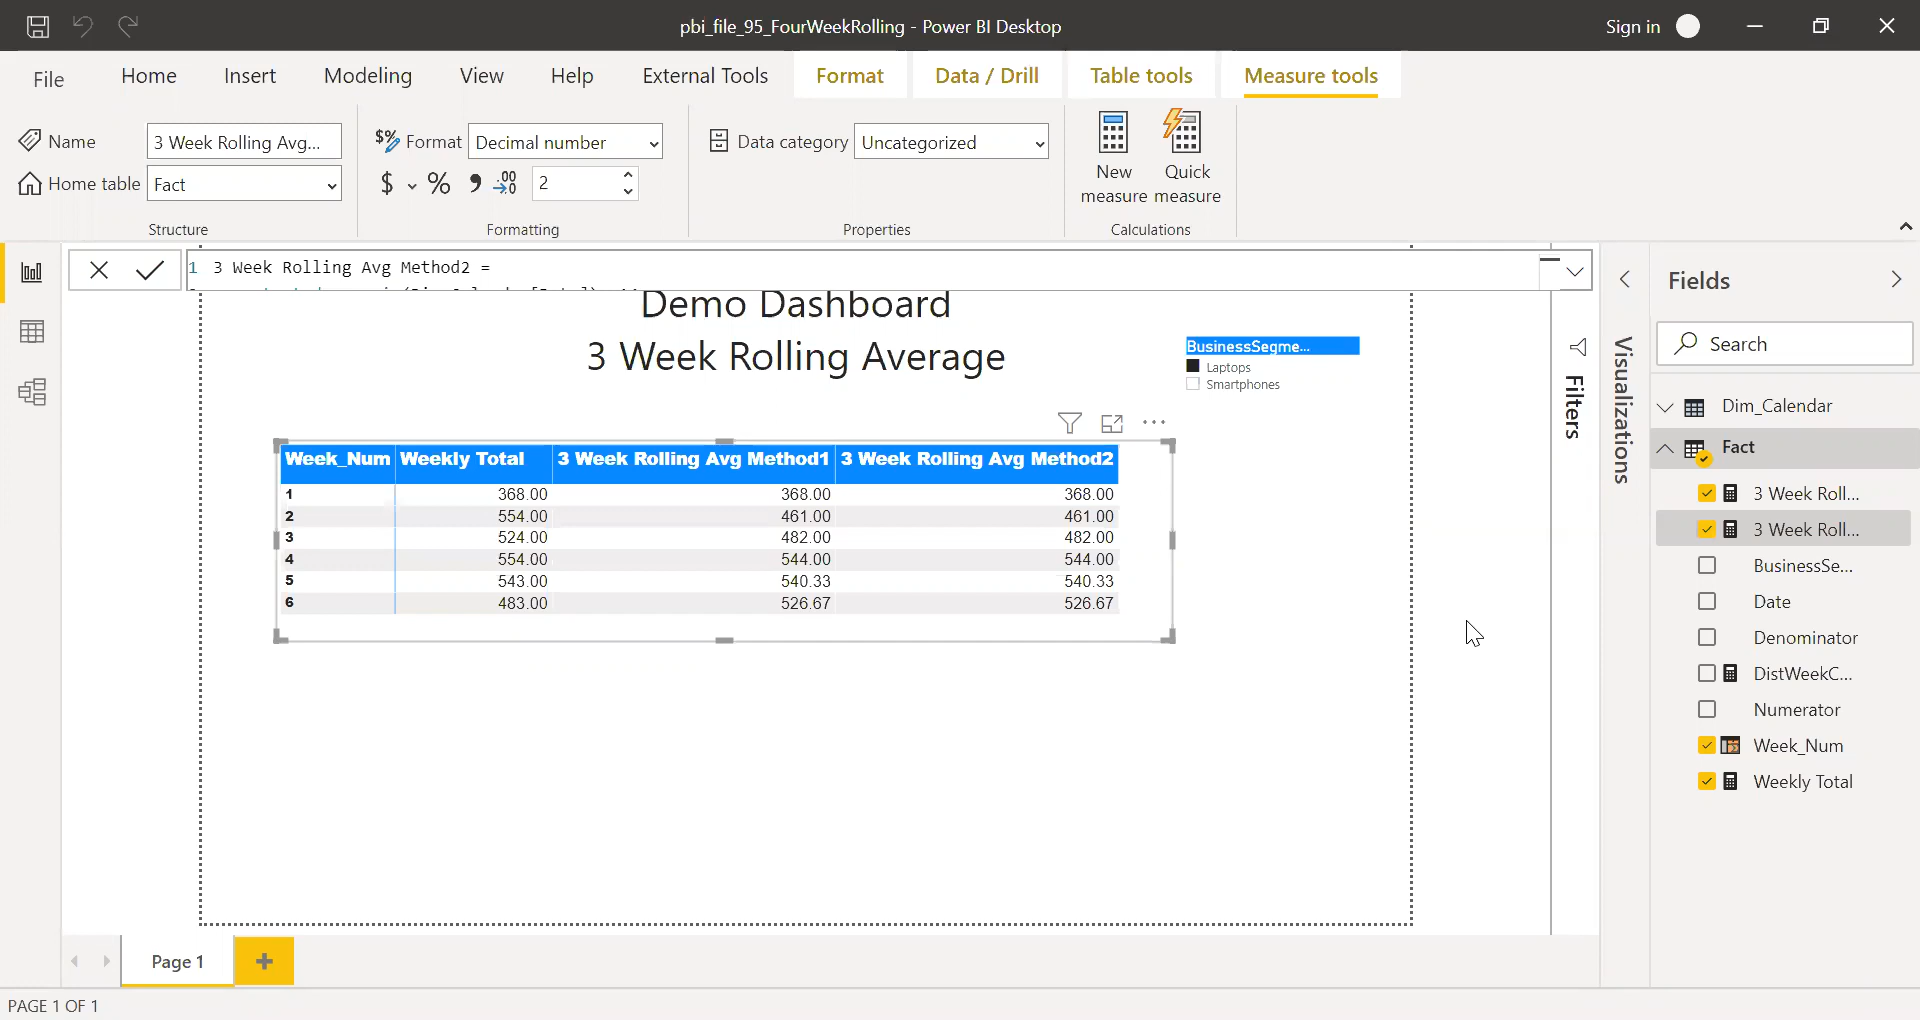 pbi_file_95_FourWeekRolling - Power BI Desktop
Sign in
File Home Insert Modeling View Help External Tools Format Data / Drill Table tools Measure tools
Name 3 Week Rolling Avg...
Home table Fact
Structure
$% Format Decimal number
$ % 9 .00 →0 2
Formatting
Data category Uncategorized
Properties
New measure
Quick measure
Calculations
1 3 Week Rolling Avg Method2 =
Demo Dashboard
3 Week Rolling Average
BusinessSegme...
Laptops
Smartphones
Week_Num Weekly Total 3 Week Rolling Avg Method1 3 Week Rolling Avg Method2
1 368.00 368.00 368.00
2 554.00 461.00 461.00
3 524.00 482.00 482.00
4 554.00 544.00 544.00
5 543.00 540.33 540.33
6 483.00 526.67 526.67
Filters
Visualizations
Fields
Search
Dim_Calendar
Fact
3 Week Roll...
3 Week Roll...
BusinessSe...
Date
Denominator
DistWeekC...
Numerator
Week_Num
Weekly Total
Page 1
PAGE 1 OF 1